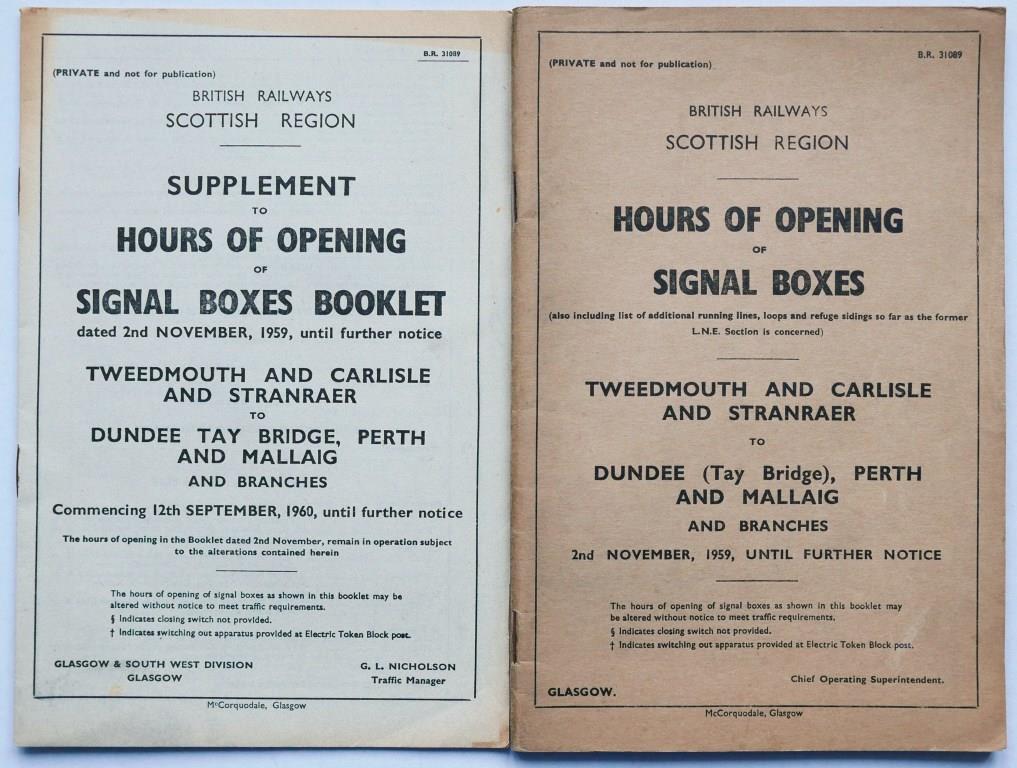 B.R. 31089
(PRIVATE and not for publication)
BRITISH RAILWAYS
SCOTTISH REGION
SUPPLEMENT
TO
HOURS OF OPENING
OF
SIGNAL BOXES BOOKLET
dated 2nd NOVEMBER, 1959, until further notice
TWEEDMOUTH AND CARLISLE
AND STRANRAER
TO
DUNDEE TAY BRIDGE, PERTH
AND MALLAIG
AND BRANCHES
Commencing 12th SEPTEMBER, 1960, until further notice
The hours of opening in the Booklet dated 2nd November, remain in operation subject
to the alterations contained herein
The hours of opening of signal boxes as shown in this booklet may be
altered without notice to meet traffic requirements.
§ Indicates closing switch not provided.
† Indicates switching out apparatus provided at Electric Token Block post.
GLASGOW & SOUTH WEST DIVISION
GLASGOW
G. L. NICHOLSON
Traffic Manager
McCorquodale, Glasgow
B.R. 31089
(PRIVATE and not for publication)
BRITISH RAILWAYS
SCOTTISH REGION
HOURS OF OPENING
OF
SIGNAL BOXES
(also including list of additional running lines, loops and refuge sidings so far as the former
L.N.E. Section is concerned)
TWEEDMOUTH AND CARLISLE
AND STRANRAER
TO
DUNDEE (Tay Bridge), PERTH
AND MALLAIG
AND BRANCHES
2nd NOVEMBER, 1959, UNTIL FURTHER NOTICE
The hours of opening of signal boxes as shown in this booklet may
be altered without notice to meet traffic requirements.
§ Indicates closing switch not provided.
† Indicates switching out apparatus provided at Electric Token Block post.
Chief Operating Superintendent.
GLASGOW.
McCorquodale, Glasgow